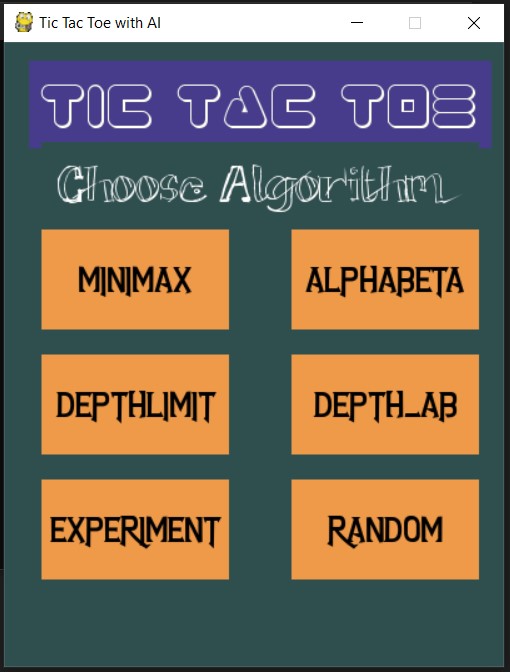 Tic Tac Toe with AI
TIC TAC TOE
Choose Algorithm
MINIMAX ALPHABETA
DEPTHLIMIT DEPTH_AB
EXPERIMENT RANDOM